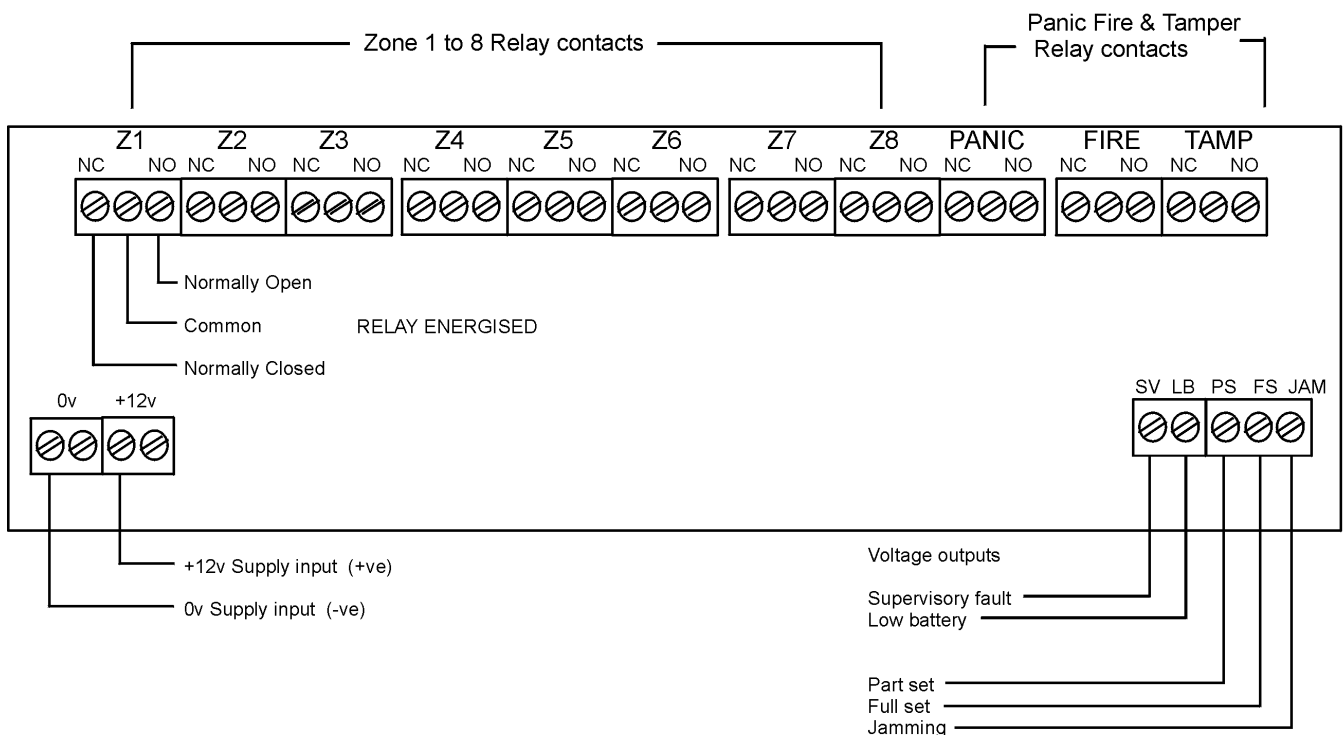 Panic Fire & Tamper
Relay contacts
Zone 1 to 8 Relay contacts
Z1 Z2 Z3 Z4 Z5 Z6 Z7 Z8 PANIC FIRE TAMP
NC NO NC NO NC NO NC NO NC NO NC NO NC NO NC NO NC NO NC NO NC NO
Normally Open
Common
RELAY ENERGISED
Normally Closed
0v +12v
SV LB PS FS JAM
+12v Supply input (+ve)
0v Supply input (-ve)
Voltage outputs
Supervisory fault
Low battery
Part set
Full set
Jamming